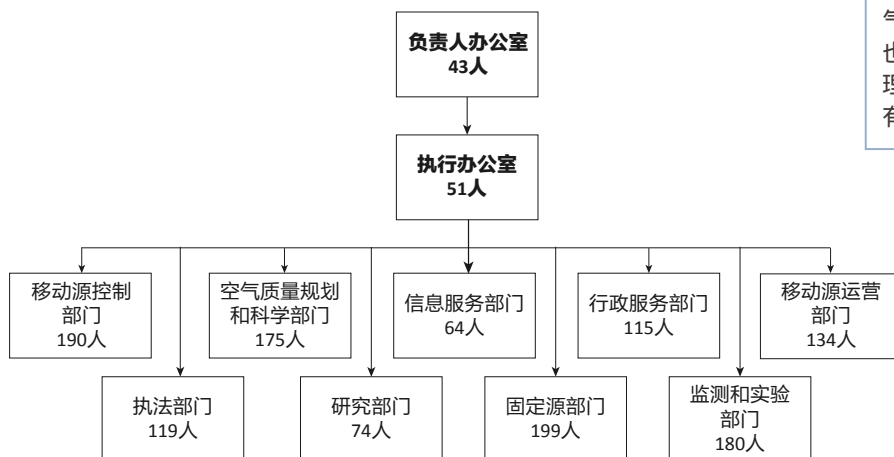 负责人办公室
43人
执行办公室
51人
移动源控制
部门
190人
空气质量规划
和科学部门
175人
信息服务部门
64人
行政服务部门
115人
移动源运营
部门
134人
执法部门
119人
研究部门
74人
固定源部门
199人
监测和实验
部门
180人
也
理
有